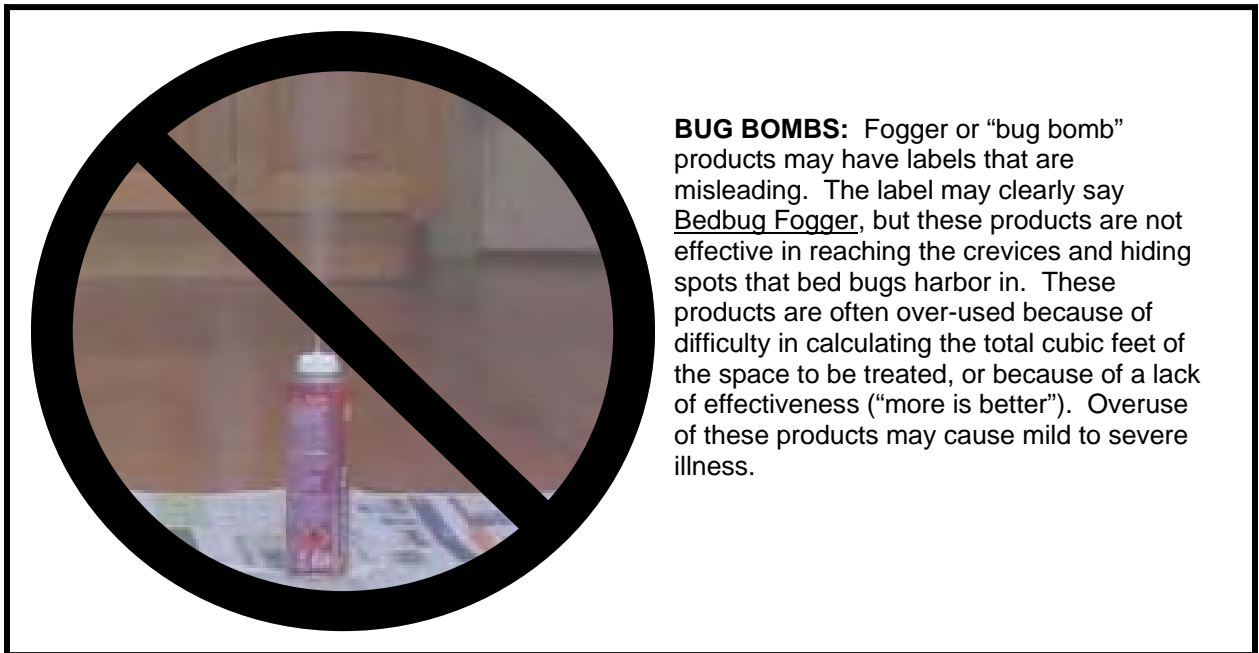 BUG BOMBS:  Fogger or “bug bomb”
products may have labels that are
misleading.  The label may clearly say
Bedbug Fogger, but these products are not
effective in reaching the crevices and hiding
spots that bed bugs harbor in.  These
products are often over-used because of
difficulty in calculating the total cubic feet of
the space to be treated, or because of a lack
of effectiveness (“more is better”).  Overuse
of these products may cause mild to severe
illness.